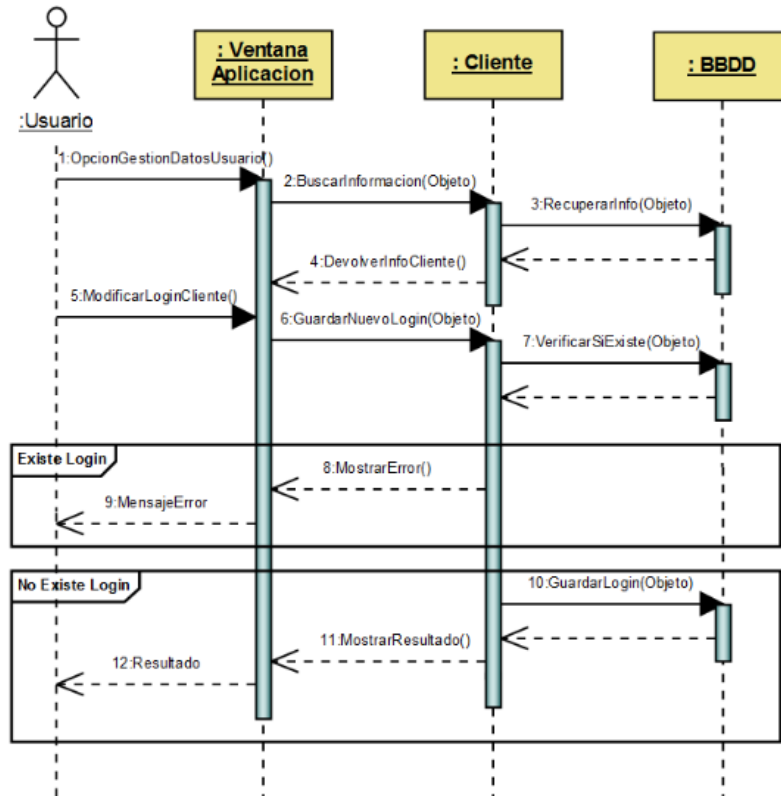 : Ventana
Aplicacion
: Cliente
: BBDD
:Usuario
1:OpcionGestionDatosUsuario()
2:BuscarInformacion(Objeto)
3:RecuperarInfo(Objeto)
4:DevolverInfoCliente()
5:ModificarLoginCliente()
6:GuardarNuevoLogin(Objeto)
7:VerificarSiExiste(Objeto)
Existe Login
8:MostrarError()
9:MensajeError
No Existe Login
10:GuardarLogin(Objeto)
11:MostrarResultado()
12:Resultado